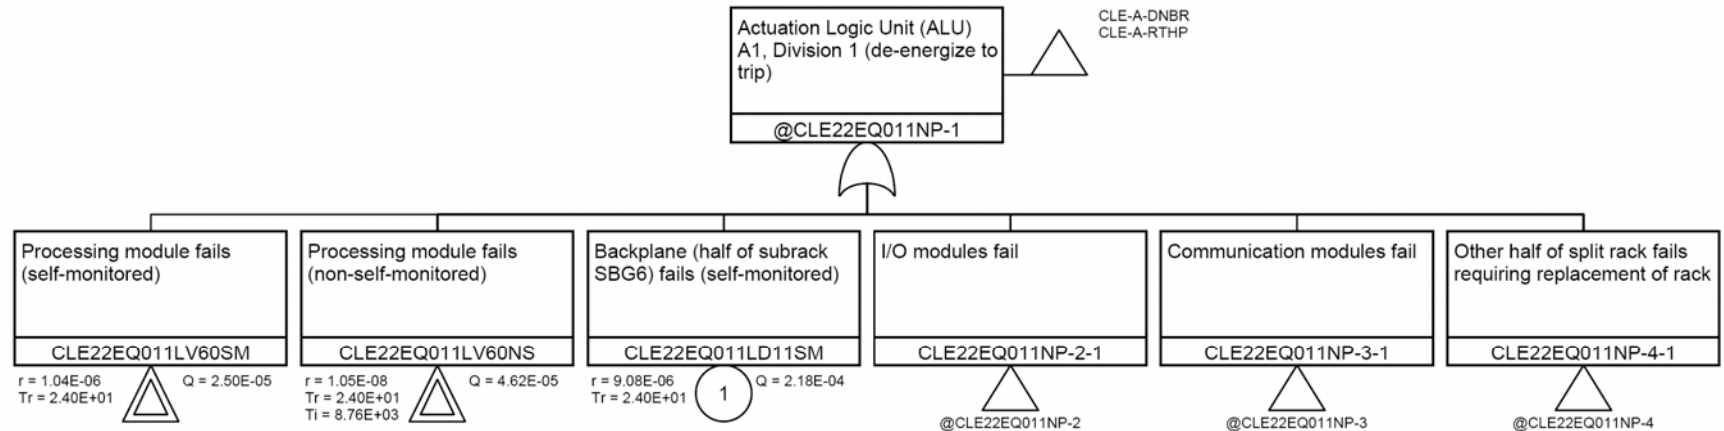 Actuation Logic Unit (ALU)
A1, Division 1 (de-energize to
trip)
@CLE22EQ011NP-1
CLE-A-DNBR
CLE-A-RTHP
Processing module fails
(self-monitored)
CLE22EQ011LV60SM
r = 1.04E-06
Tr = 2.40E+01
Q = 2.50E-05
Processing module fails
(non-self-monitored)
CLE22EQ011LV60NS
r = 1.05E-08
Tr = 2.40E+01
Ti = 8.76E+03
Q = 4.62E-05
Backplane (half of subrack
SBG6) fails (self-monitored)
CLE22EQ011LD11SM
r = 9.08E-06
Tr = 2.40E+01
1
Q = 2.18E-04
I/O modules fail
CLE22EQ011NP-2-1
@CLE22EQ011NP-2
Communication modules fail
CLE22EQ011NP-3-1
@CLE22EQ011NP-3
Other half of split rack fails
requiring replacement of rack
CLE22EQ011NP-4-1
@CLE22EQ011NP-4